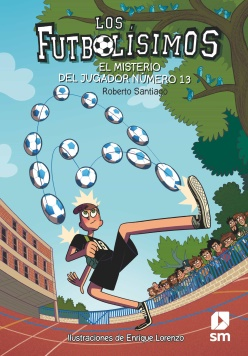 LOS
FUTBOLÍSIMOS
EL MISTERIO
DEL JUGADOR NÚMERO 13
Roberto Santiago
Ilustraciones de Enrique Lorenzo
sm